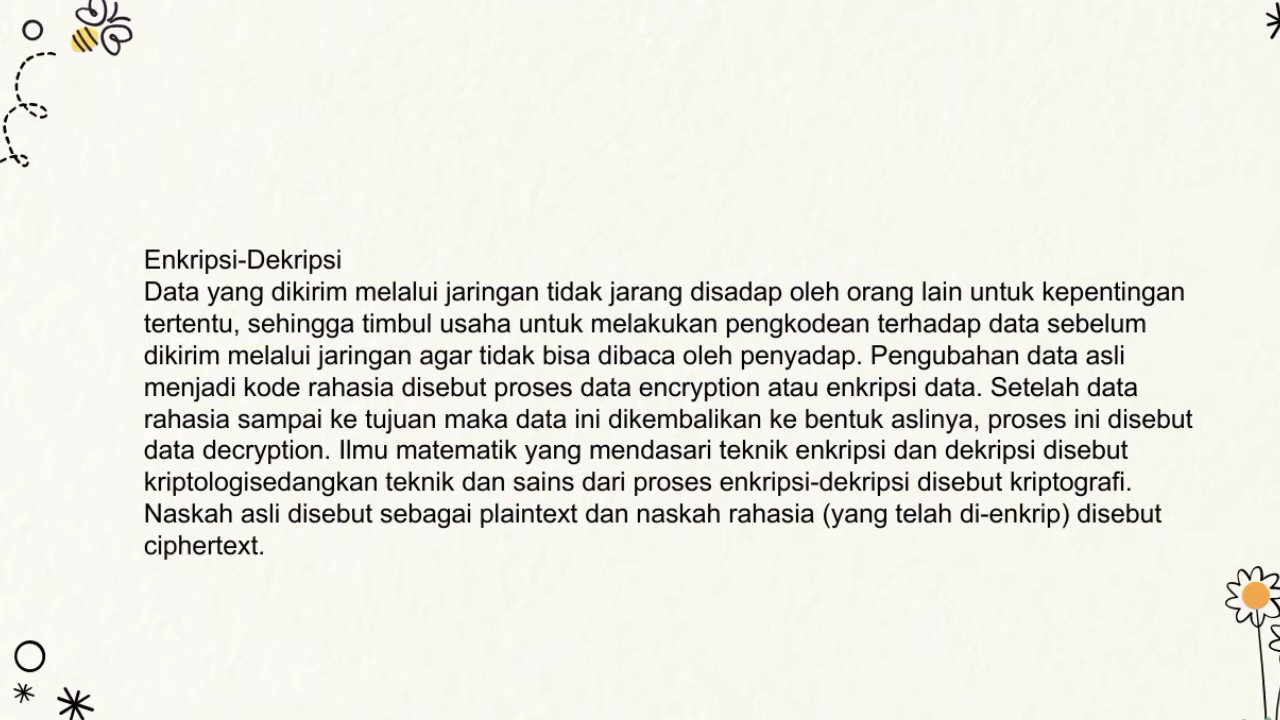 Enkripsi-Dekripsi
Data yang dikirim melalui jaringan tidak jarang disadap oleh orang lain untuk kepentingan
tertentu, sehingga timbul usaha untuk melakukan pengkodean terhadap data sebelum
dikirim melalui jaringan agar tidak bisa dibaca oleh penyadap. Pengubahan data asli
menjadi kode rahasia disebut proses data encryption atau enkripsi data. Setelah data
rahasia sampai ke tujuan maka data ini dikembalikan ke bentuk aslinya, proses ini disebut
data decryption. Ilmu matematik yang mendasari teknik enkripsi dan dekripsi disebut
kriptologisedangkan teknik dan sains dari proses enkripsi-dekripsi disebut kriptografi.
Naskah asli disebut sebagai plaintext dan naskah rahasia (yang telah di-enkrip) disebut
ciphertext.